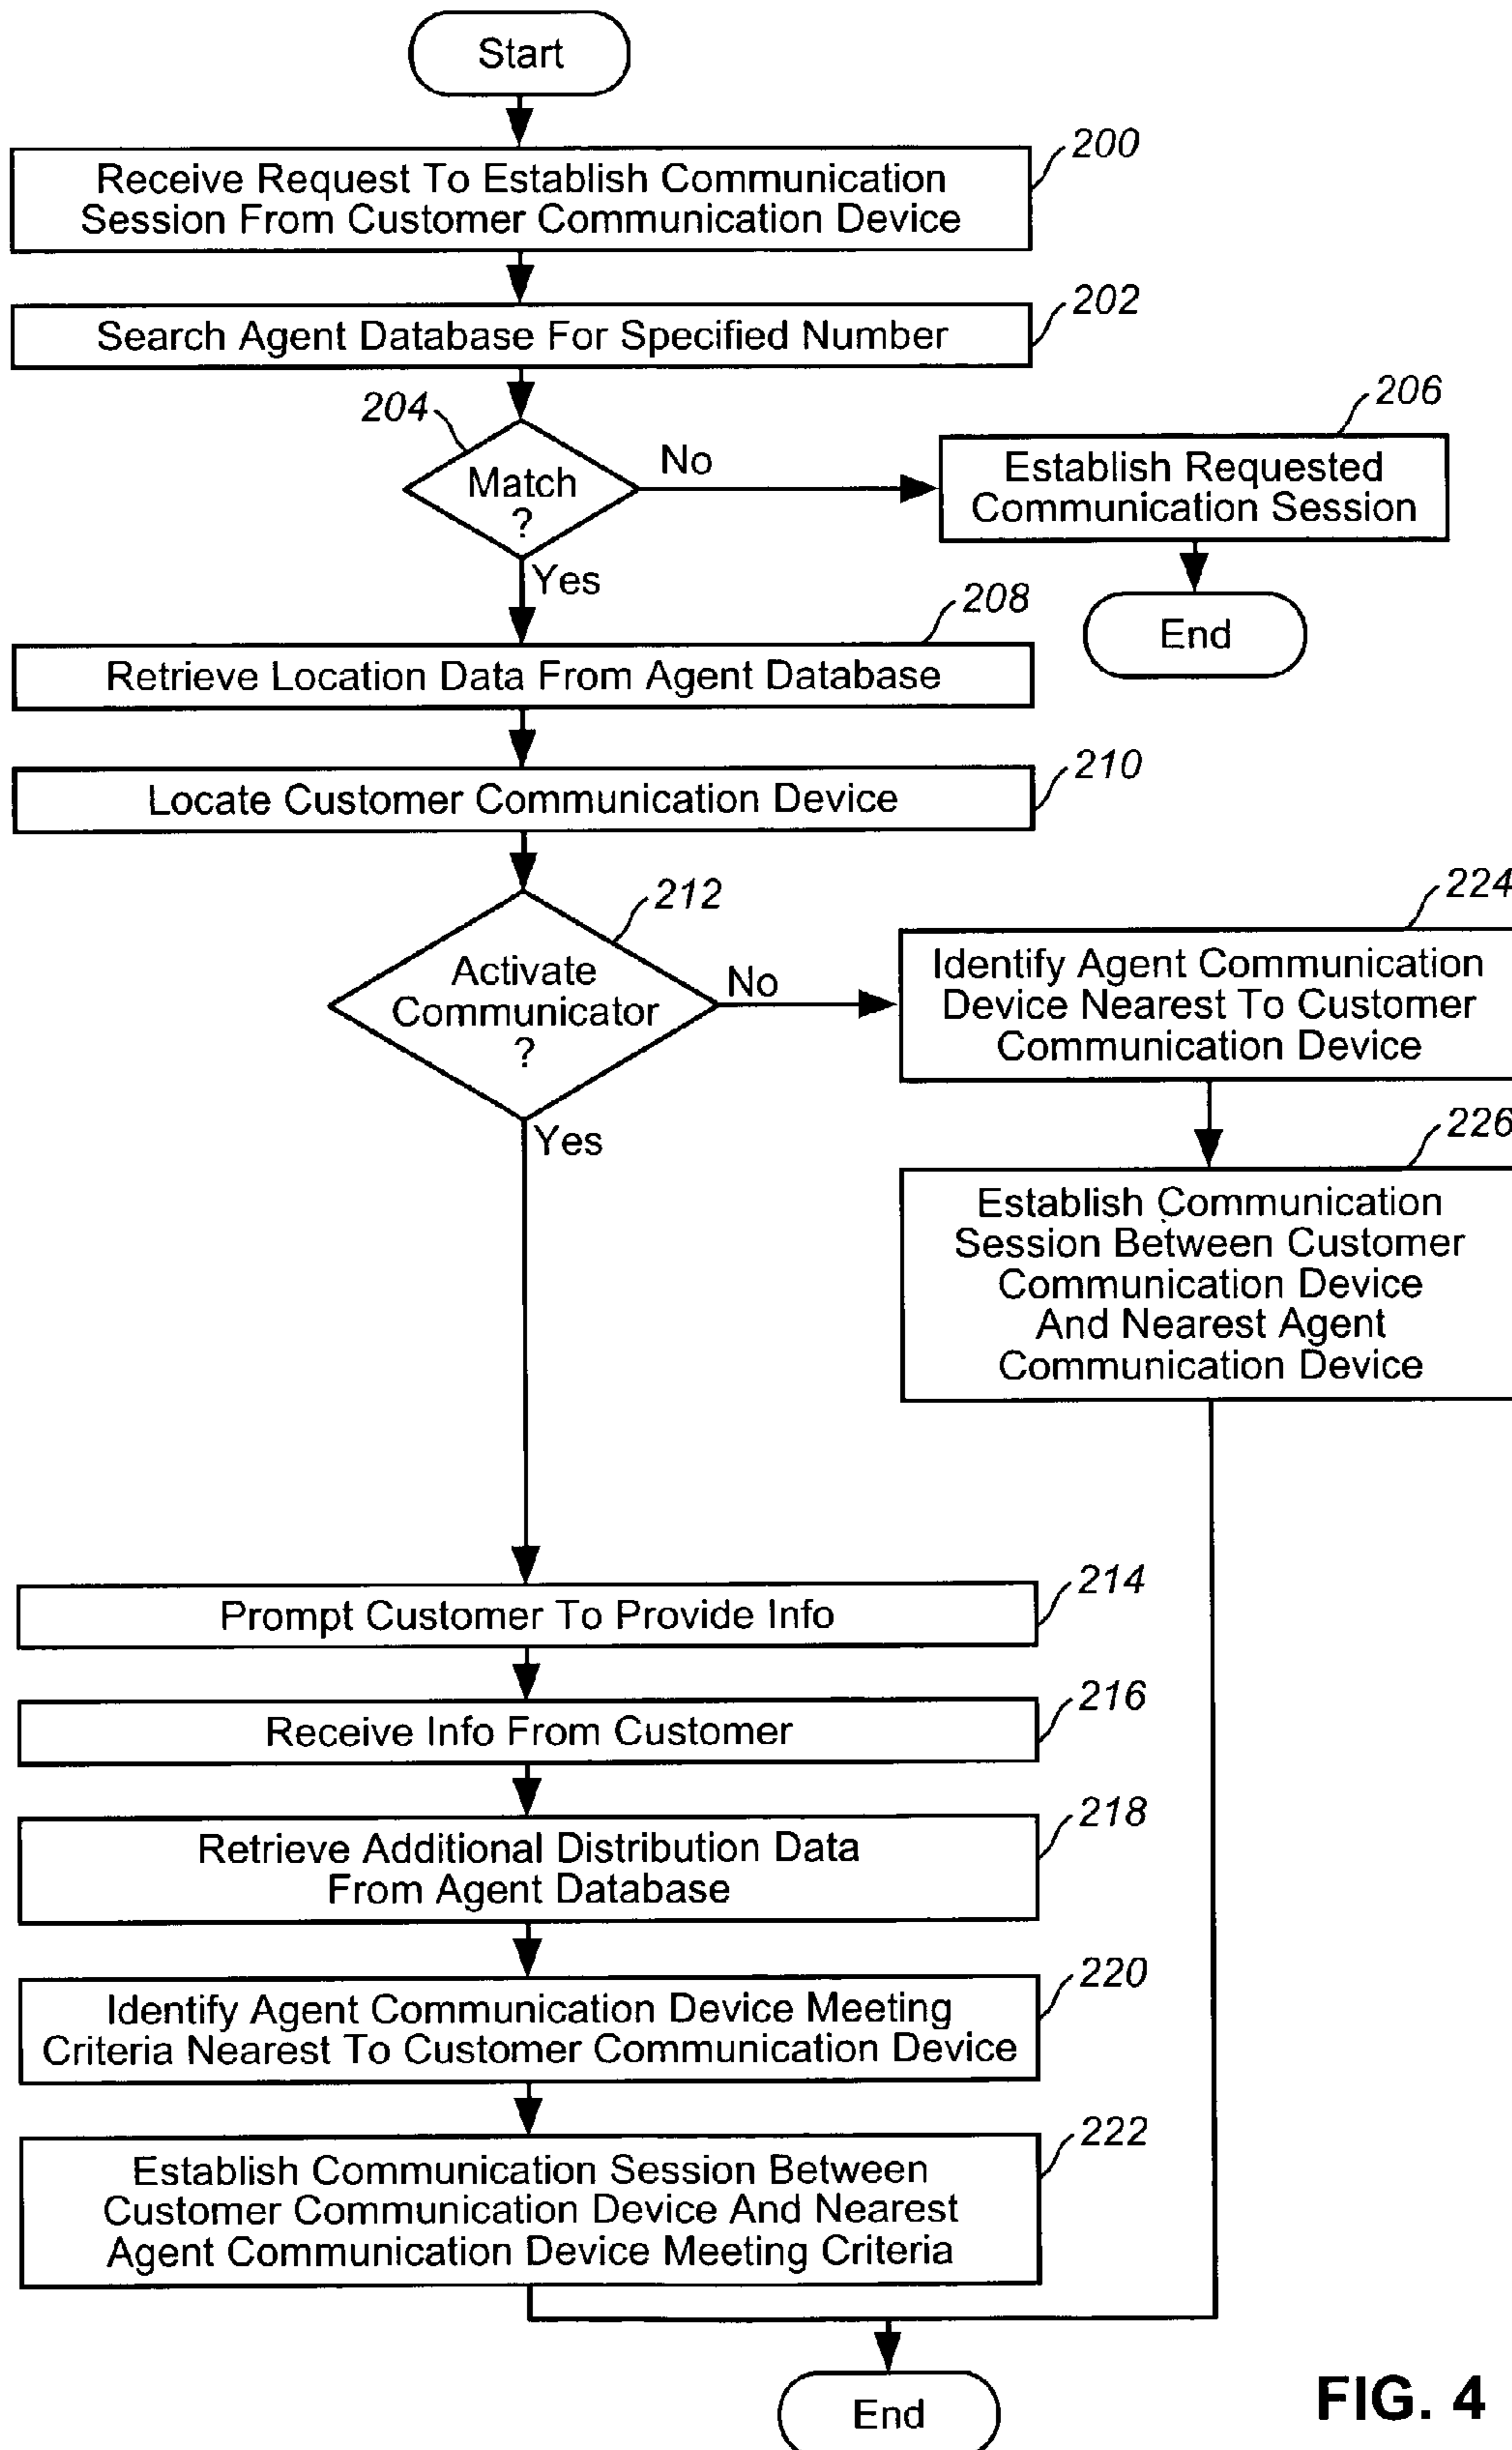 Start
200
Receive Request To Establish Communication
Session From Customer Communication Device
202
Search Agent Database For Specified Number
204
Match
?
No
206
Establish Requested
Communication Session
End
Yes
208
Retrieve Location Data From Agent Database
210
Locate Customer Communication Device
212
Activate
Communicator
?
No
224
Identify Agent Communication
Device Nearest To Customer
Communication Device
226
Establish Communication
Session Between Customer
Communication Device
And Nearest Agent
Communication Device
Yes
214
Prompt Customer To Provide Info
216
Receive Info From Customer
218
Retrieve Additional Distribution Data
From Agent Database
220
Identify Agent Communication Device Meeting
Criteria Nearest To Customer Communication Device
222
Establish Communication Session Between
Customer Communication Device And Nearest
Agent Communication Device Meeting Criteria
End
FIG. 4